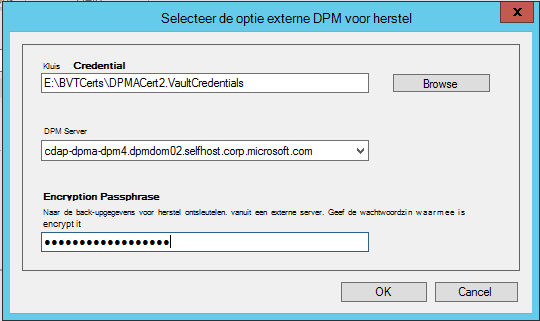 Selecteer de optie externe DPM voor herstel
x
Kluis Credential
E:\BVTCerts\DPMACert2.VaultCredentials
Browse
DPM Server
cdap-dpma-dpm4.dpmdom02.selfhost.corp.microsoft.com
Encryption Passphrase
Naar de back-upgegevens voor herstel ontsleutelen. vanuit een externe server. Geef de wachtwoordzin waarmee is
encrypt it
●●●●●●●●●●●●●●●●●●
OK
Cancel